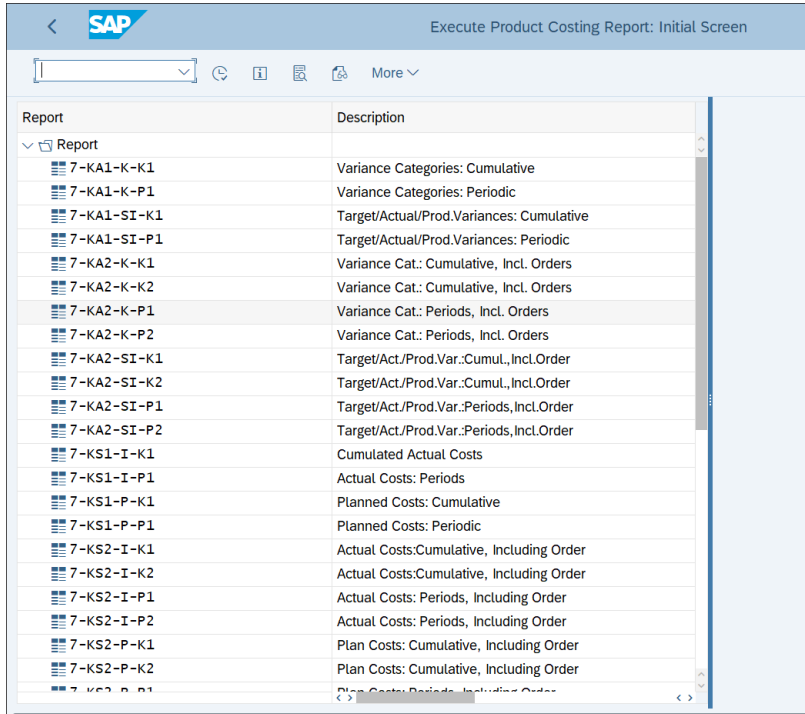 SAP Execute Product Costing Report: Initial Screen
More
Report Description
Report
7-KA1-K-K1 Variance Categories: Cumulative
7-KA1-K-P1 Variance Categories: Periodic
7-KA1-SI-K1 Target/Actual/Prod.Variances: Cumulative
7-KA1-SI-P1 Target/Actual/Prod.Variances: Periodic
7-KA2-K-K1 Variance Cat.: Cumulative, Incl. Orders
7-KA2-K-K2 Variance Cat.: Cumulative, Incl. Orders
7-KA2-K-P1 Variance Cat.: Periods, Incl. Orders
7-KA2-K-P2 Variance Cat.: Periods, Incl. Orders
7-KA2-SI-K1 Target/Act./Prod.Var.:Cumul.,Incl.Order
7-KA2-SI-K2 Target/Act./Prod.Var.:Cumul.,Incl.Order
7-KA2-SI-P1 Target/Act./Prod.Var.:Periods,Incl.Order
7-KA2-SI-P2 Target/Act./Prod.Var.:Periods,Incl.Order
7-KS1-I-K1 Cumulated Actual Costs
7-KS1-I-P1 Actual Costs: Periods
7-KS1-P-K1 Planned Costs: Cumulative
7-KS1-P-P1 Planned Costs: Periodic
7-KS2-I-K1 Actual Costs:Cumulative, Including Order
7-KS2-I-K2 Actual Costs:Cumulative, Including Order
7-KS2-I-P1 Actual Costs: Periods, Including Order
7-KS2-I-P2 Actual Costs: Periods, Including Order
7-KS2-P-K1 Plan Costs: Cumulative, Including Order
7-KS2-P-K2 Plan Costs: Cumulative, Including Order